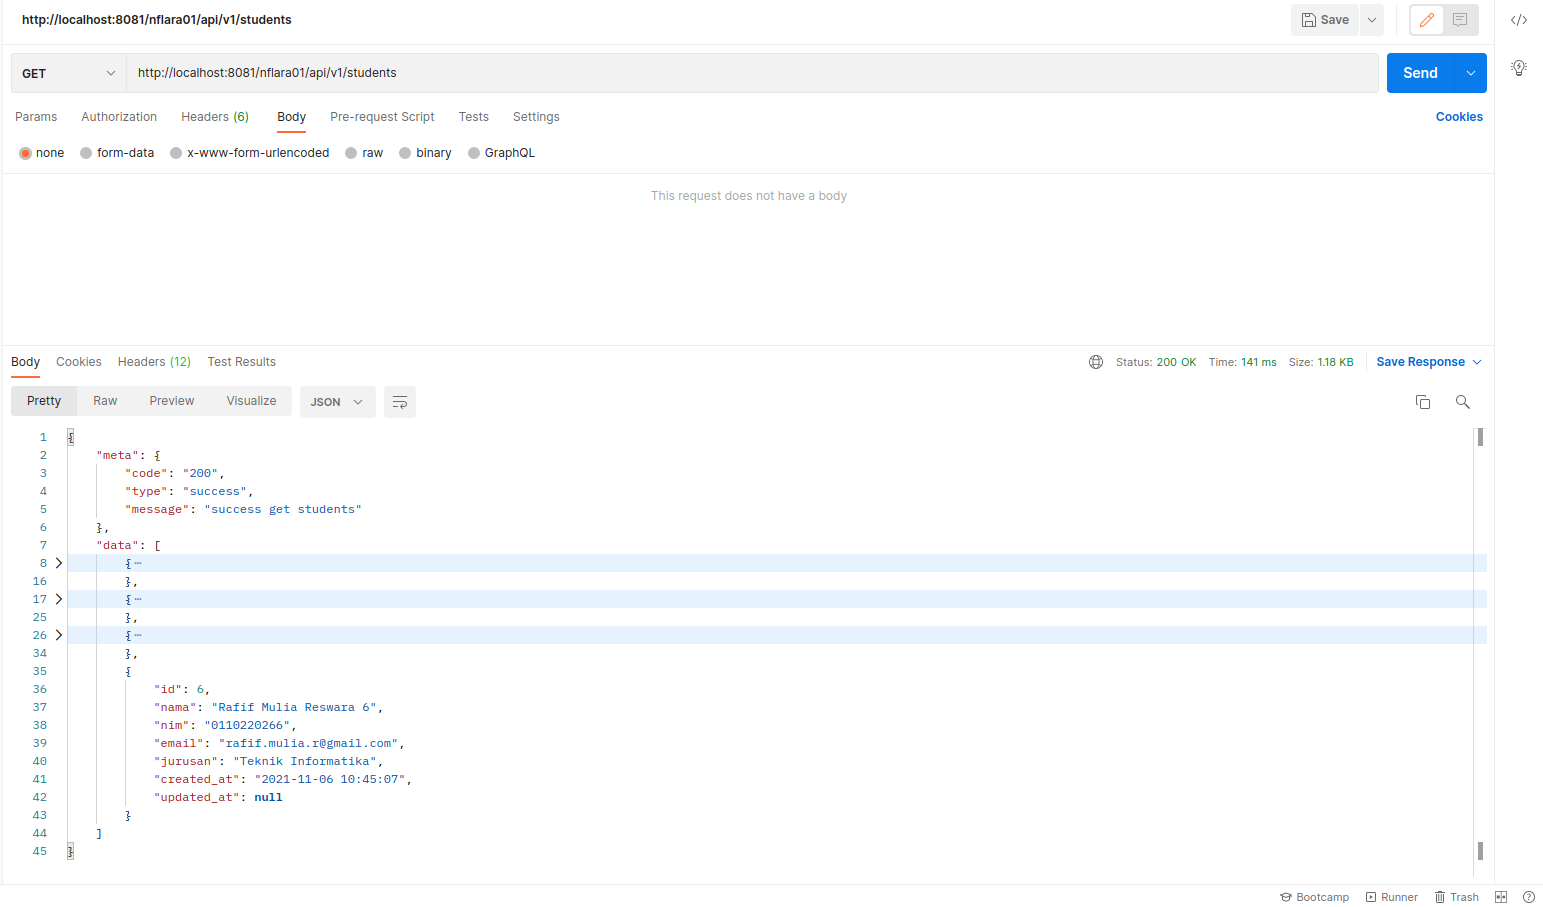 http://localhost:8081/nflara01/api/v1/students
Save
GET http://localhost:8081/nflara01/api/v1/students Send
Params Authorization Headers (6) Body Pre-request Script Tests Settings Cookies
none form-data x-www-form-urlencoded raw binary GraphQL
This request does not have a body
Body Cookies Headers (12) Test Results Status: 200 OK Time: 141 ms Size: 1.18 KB Save Response
Pretty Raw Preview Visualize JSON
1 {
2 "meta": {
3 "code": "200",
4 "type": "success",
5 "message": "success get students"
6 },
7 "data": [
8 { ⋯
16 },
17 { ⋯
25 },
26 { ⋯
34 },
35 {
36 "id": 6,
37 "nama": "Rafif Mulia Reswara 6",
38 "nim": "0110220266",
39 "email": "rafif.mulia.r@gmail.com",
40 "jurusan": "Teknik Informatika",
41 "created_at": "2021-11-06 10:45:07",
42 "updated_at": null
43 }
44 ]
45 }
Bootcamp Runner Trash